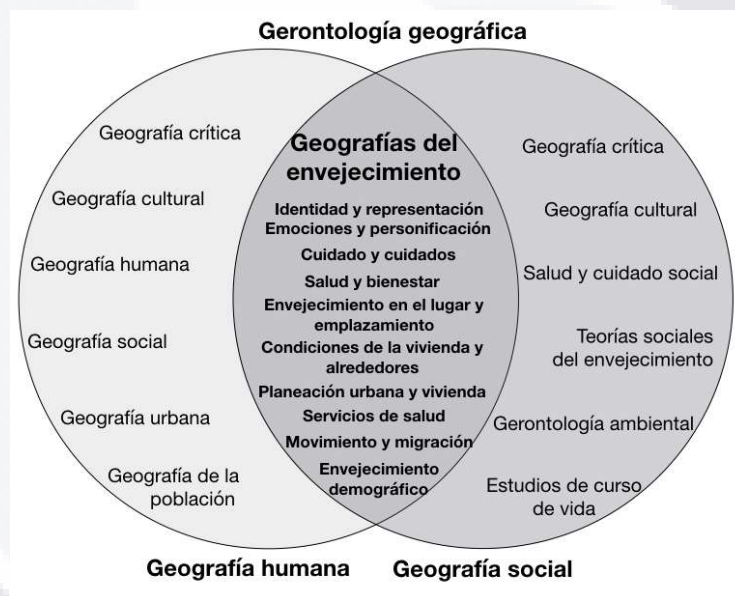 Gerontología geográfica
Geografía crítica
Geografía cultural
Geografía humana
Geografía social
Geografía urbana
Geografía de la
población
Geografías del
envejecimiento
Identidad y representación
Emociones y personificación
Cuidado y cuidados
Salud y bienestar
Envejecimiento en el lugar y
emplazamiento
Condiciones de la vivienda y
alrededores
Planeación urbana y vivienda
Servicios de salud
Movimiento y migración
Envejecimiento
demográfico
Geografía crítica
Geografía cultural
Salud y cuidado social
Teorías sociales
del envejecimiento
Gerontología ambiental
Estudios de curso
de vida
Geografía humana
Geografía social